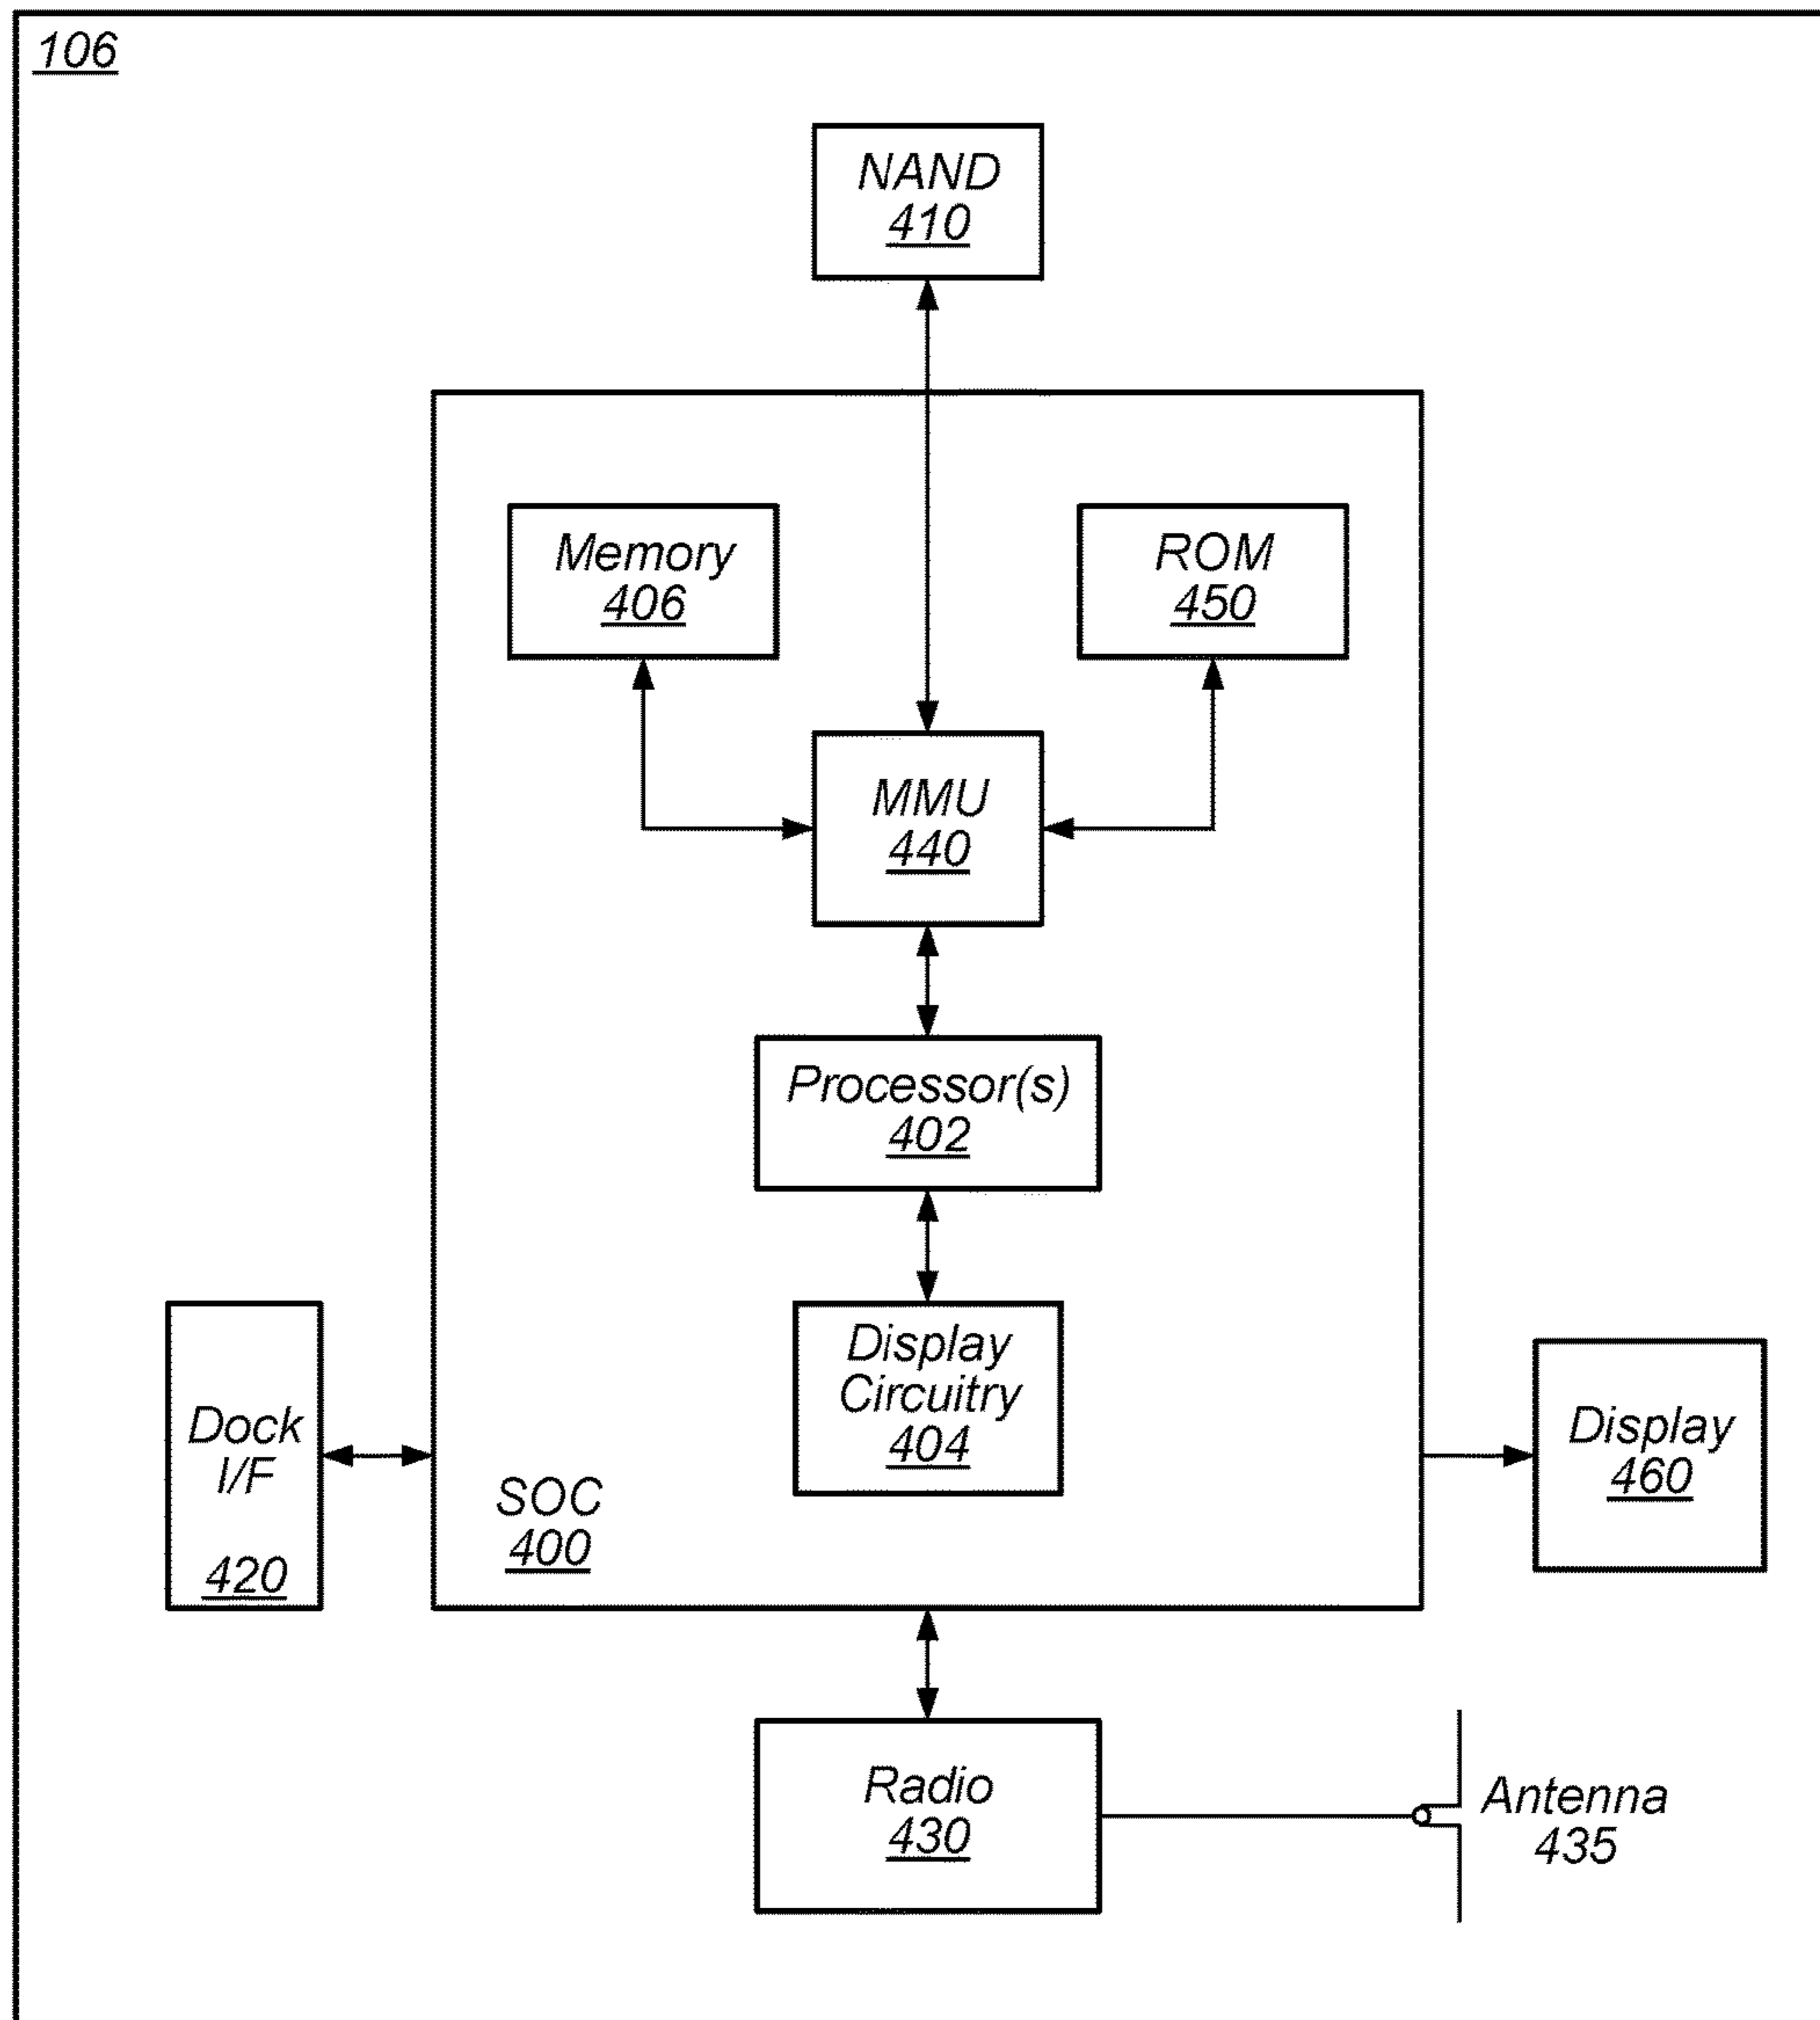 106
NAND
410
Memory
406
ROM
450
MMU
440
Processor(s)
402
Display
Circuitry
404
Dock
I/F
420
SOC
400
Display
460
Radio
430
Antenna
435